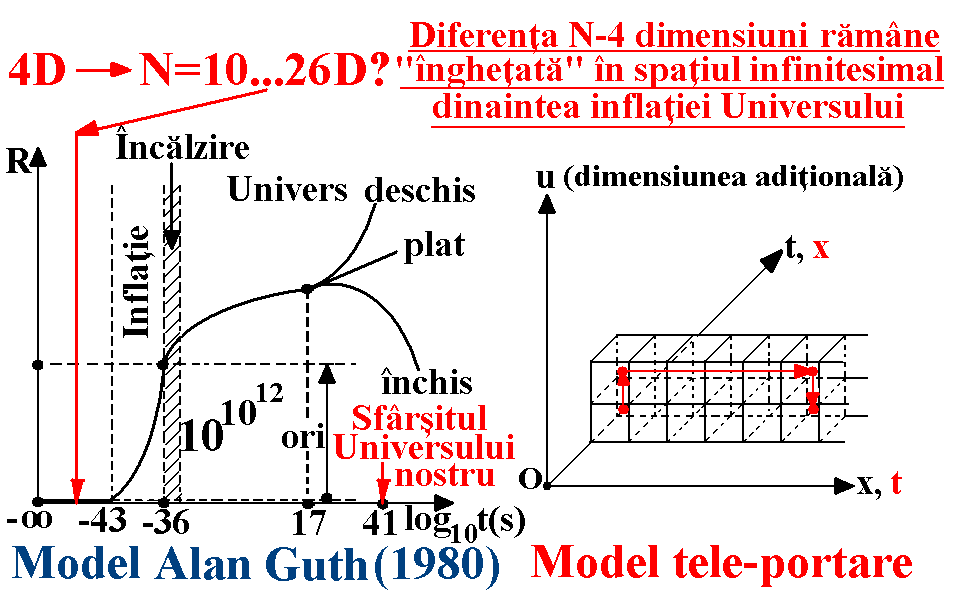 4D → N=10...26D?
Diferenţa N-4 dimensiuni rămâne
"îngheţată" în spaţiul infinitesimal
dinaintea inflaţiei Universului
R
Încălzire
Univers deschis
plat
Inflaţie
10^10^12 ori
închis
Sfârşitul
Universului
nostru
-∞ -43 -36 17 41 log10t(s)
Model Alan Guth (1980)
u (dimensiunea adiţională)
t, x
O
x, t
Model tele-portare